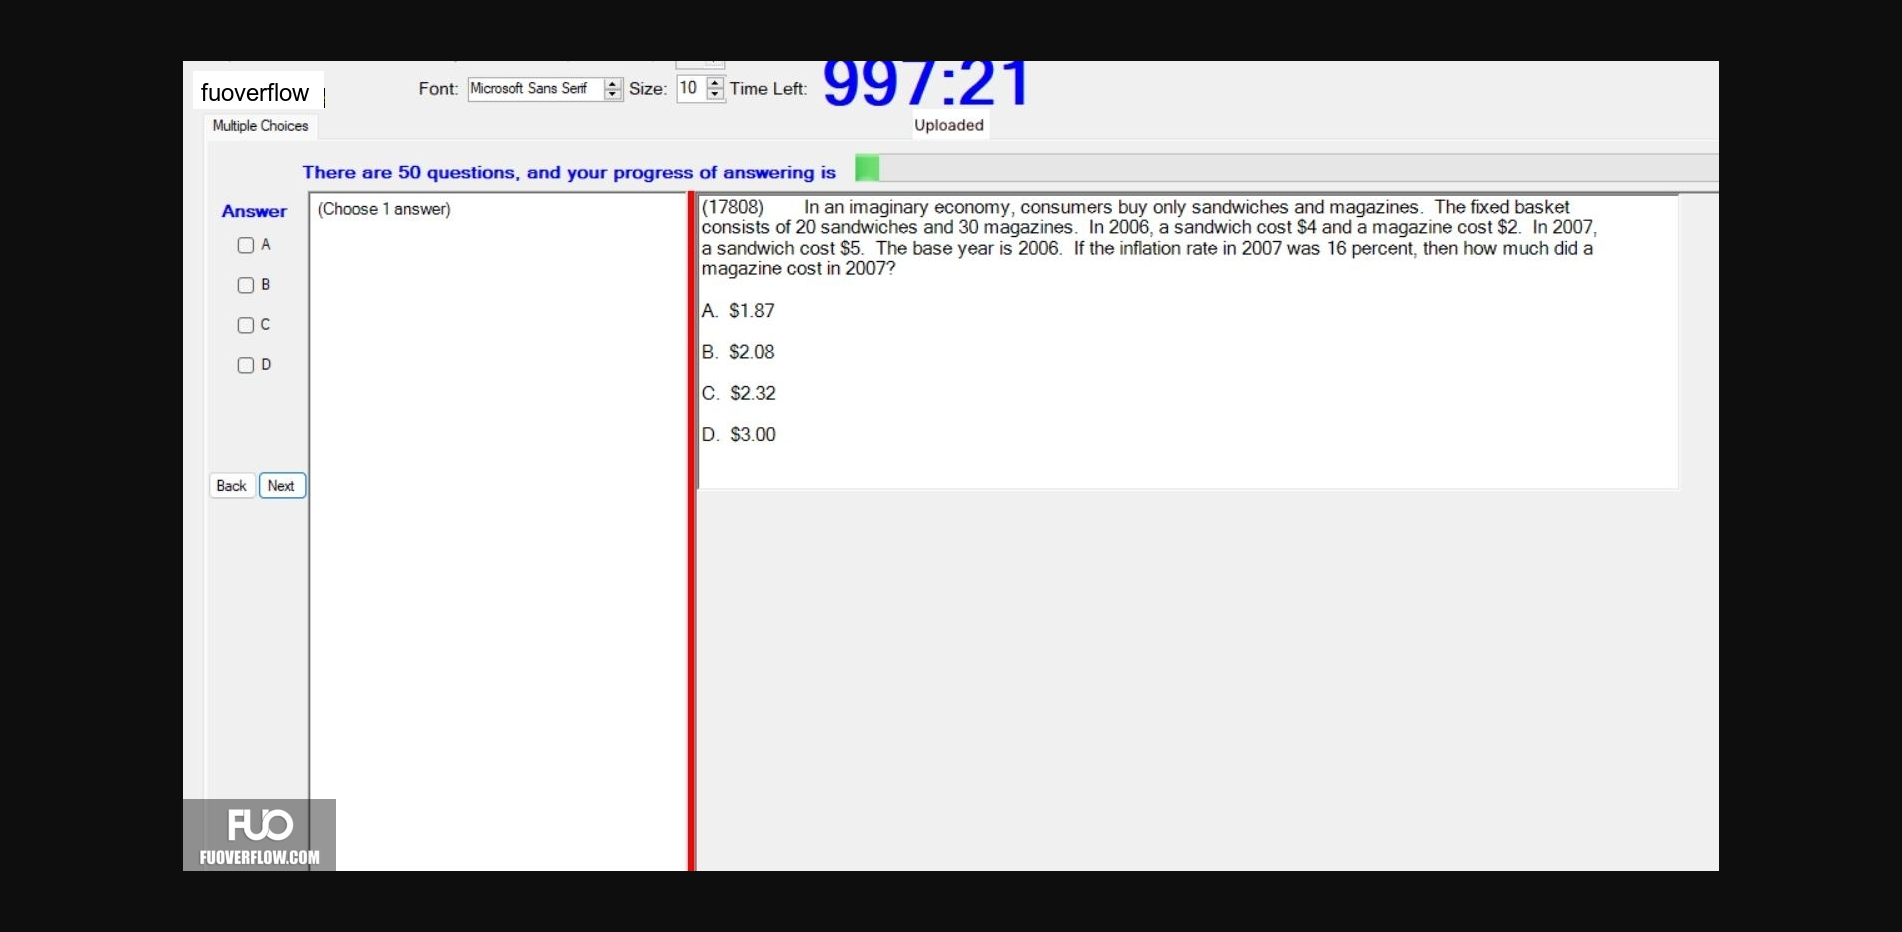 fuoverflow
Font: Microsoft Sans Serif Size: 10 Time Left: 997:21
Multiple Choices
Uploaded
There are 50 questions, and your progress of answering is
Answer
(Choose 1 answer)
A
B
C
D
Back Next
(17808) In an imaginary economy, consumers buy only sandwiches and magazines. The fixed basket
consists of 20 sandwiches and 30 magazines. In 2006, a sandwich cost $4 and a magazine cost $2. In 2007,
a sandwich cost $5. The base year is 2006. If the inflation rate in 2007 was 16 percent, then how much did a
magazine cost in 2007?
A. $1.87
B. $2.08
C. $2.32
D. $3.00
FUO
FUOVERFLOW.COM